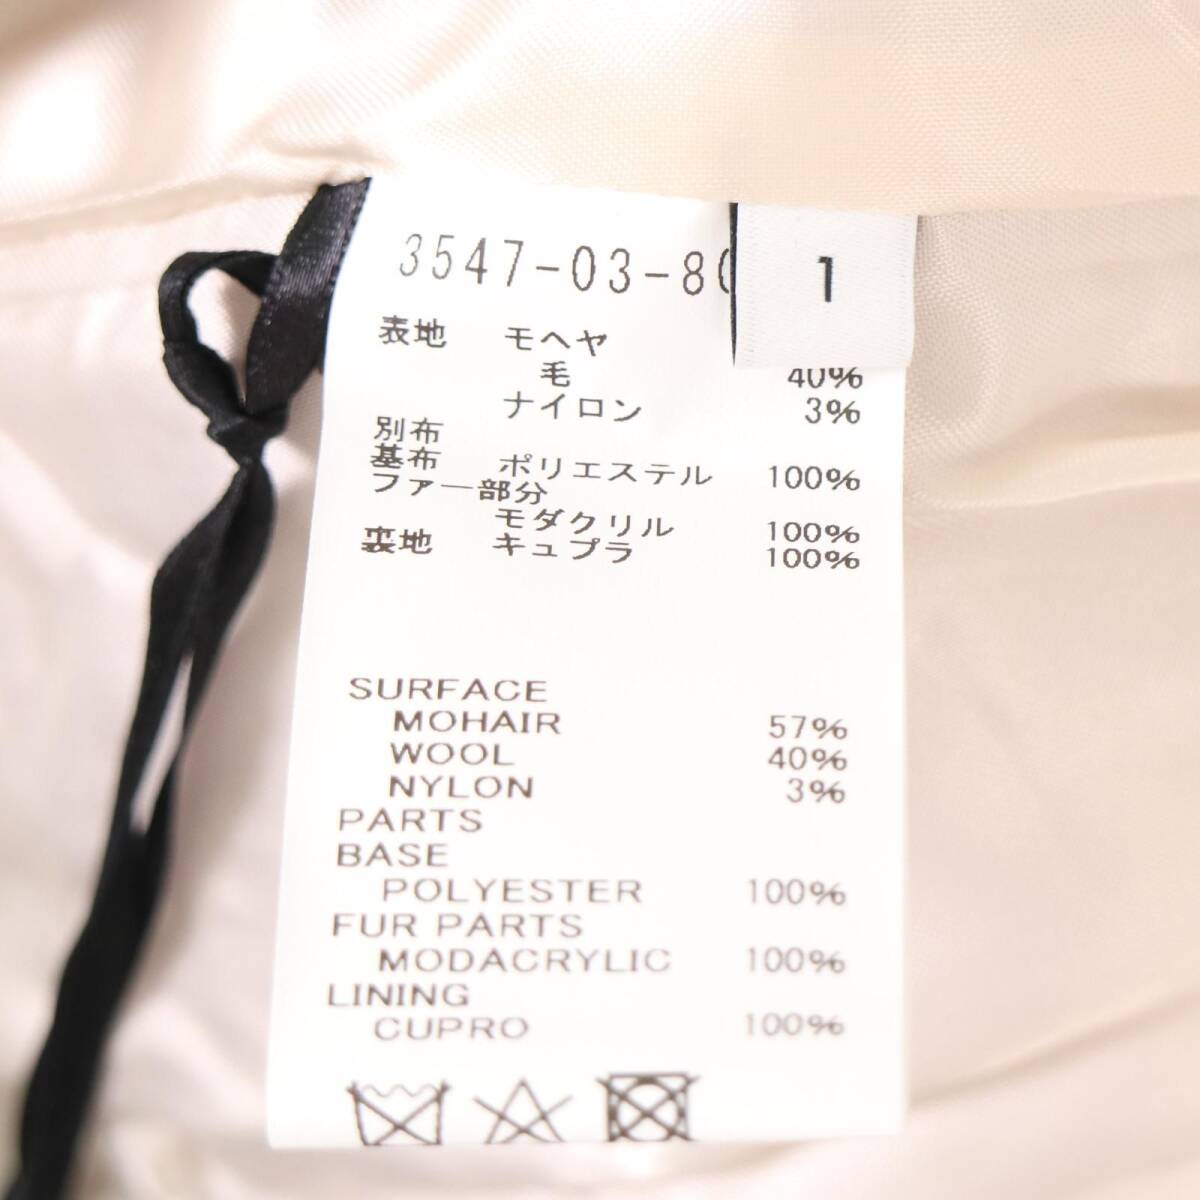 3547-03-80
1
表地 モヘヤ
毛 40%
ナイロン 3%
別布
基布 ポリエステル 100%
ファー部分
モダクリル 100%
裏地 キュプラ 100%
SURFACE
MOHAIR 57%
WOOL 40%
NYLON 3%
PARTS
BASE
POLYESTER 100%
FUR PARTS
MODACRYLIC 100%
LINING
CUPRO 100%